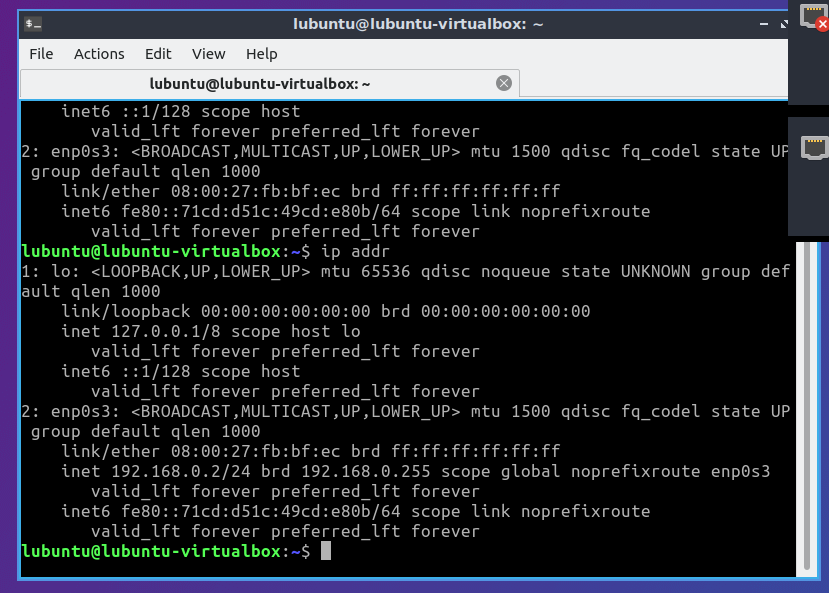 lubuntu@lubuntu-virtualbox: ~
File Actions Edit View Help
lubuntu@lubuntu-virtualbox: ~
inet6 ::1/128 scope host
valid_lft forever preferred_lft forever
2: enp0s3: <BROADCAST,MULTICAST,UP,LOWER_UP> mtu 1500 qdisc fq_codel state UP
group default qlen 1000
link/ether 08:00:27:fb:bf:ec brd ff:ff:ff:ff:ff:ff
inet6 fe80::71cd:d51c:49cd:e80b/64 scope link noprefixroute
valid_lft forever preferred_lft forever
lubuntu@lubuntu-virtualbox:~$ ip addr
1: lo: <LOOPBACK,UP,LOWER_UP> mtu 65536 qdisc noqueue state UNKNOWN group def
ault qlen 1000
link/loopback 00:00:00:00:00:00 brd 00:00:00:00:00:00
inet 127.0.0.1/8 scope host lo
valid_lft forever preferred_lft forever
inet6 ::1/128 scope host
valid_lft forever preferred_lft forever
2: enp0s3: <BROADCAST,MULTICAST,UP,LOWER_UP> mtu 1500 qdisc fq_codel state UP
group default qlen 1000
link/ether 08:00:27:fb:bf:ec brd ff:ff:ff:ff:ff:ff
inet 192.168.0.2/24 brd 192.168.0.255 scope global noprefixroute enp0s3
valid_lft forever preferred_lft forever
inet6 fe80::71cd:d51c:49cd:e80b/64 scope link noprefixroute
valid_lft forever preferred_lft forever
lubuntu@lubuntu-virtualbox:~$